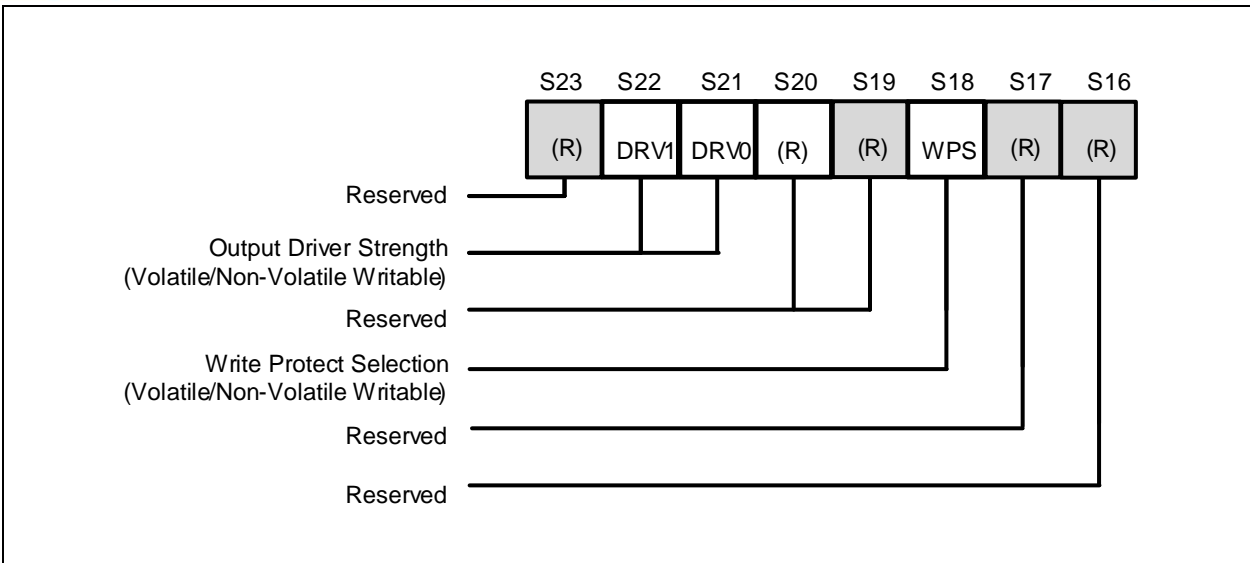 S23 S22 S21 S20 S19 S18 S17 S16
(R) DRV1 DRV0 (R) (R) WPS (R) (R)
Reserved
Output Driver Strength
(Volatile/Non-Volatile Writable)
Reserved
Write Protect Selection
(Volatile/Non-Volatile Writable)
Reserved
Reserved